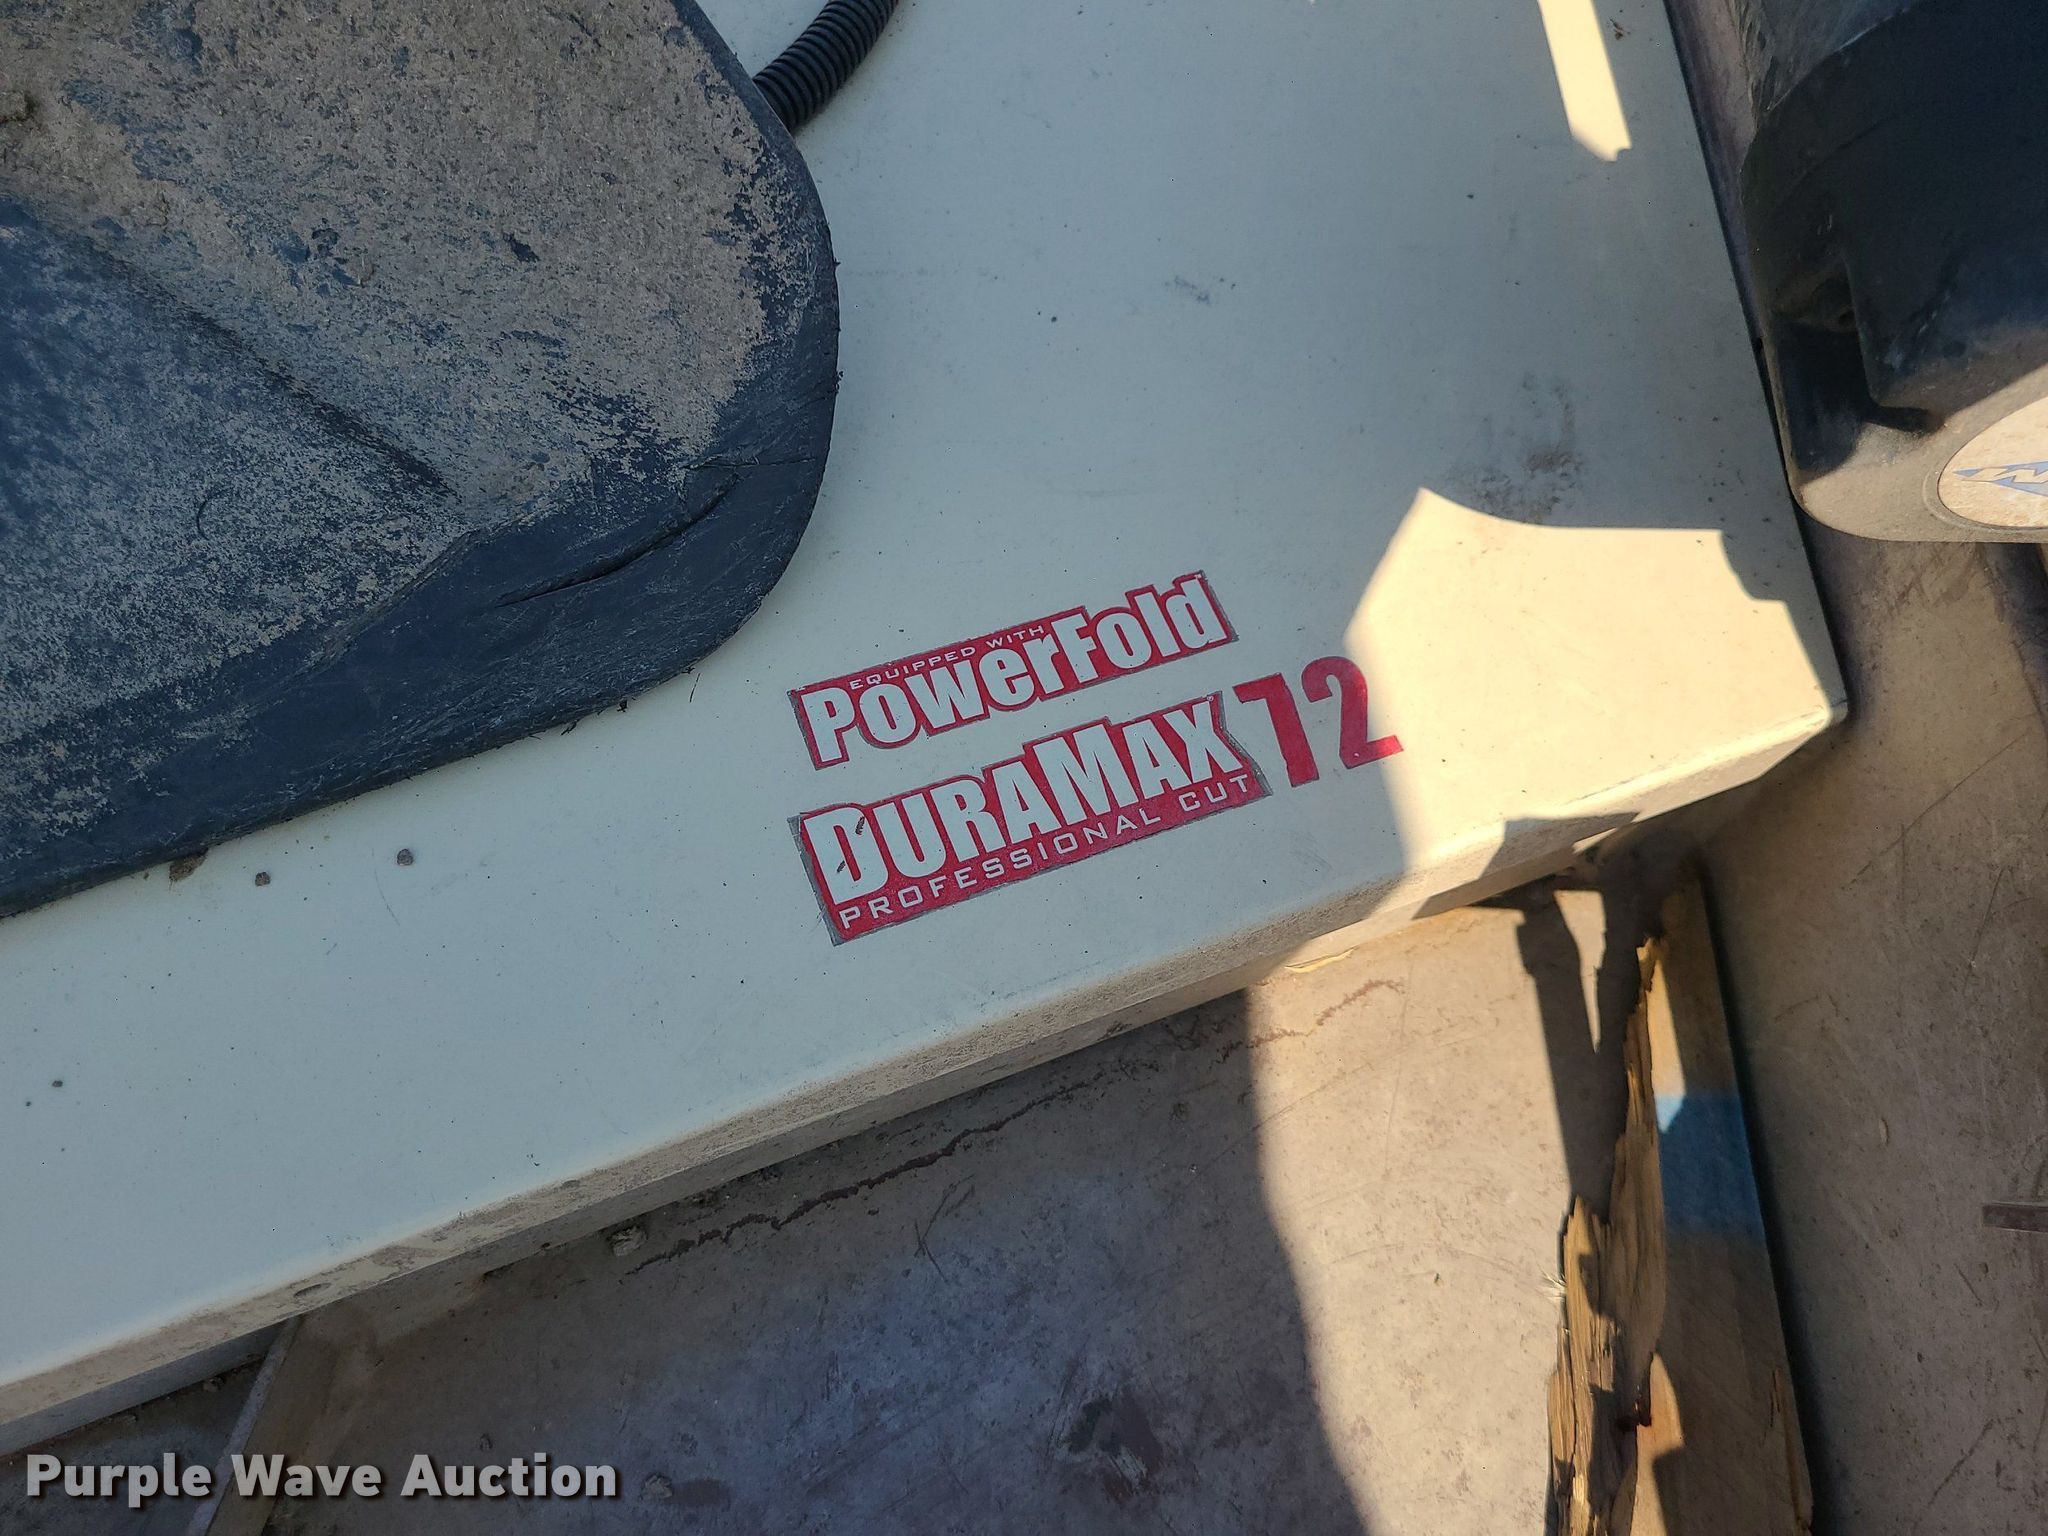 EQUIPPED WITH
PowerFold
DuraMax 72
PROFESSIONAL CUT
Purple Wave Auction